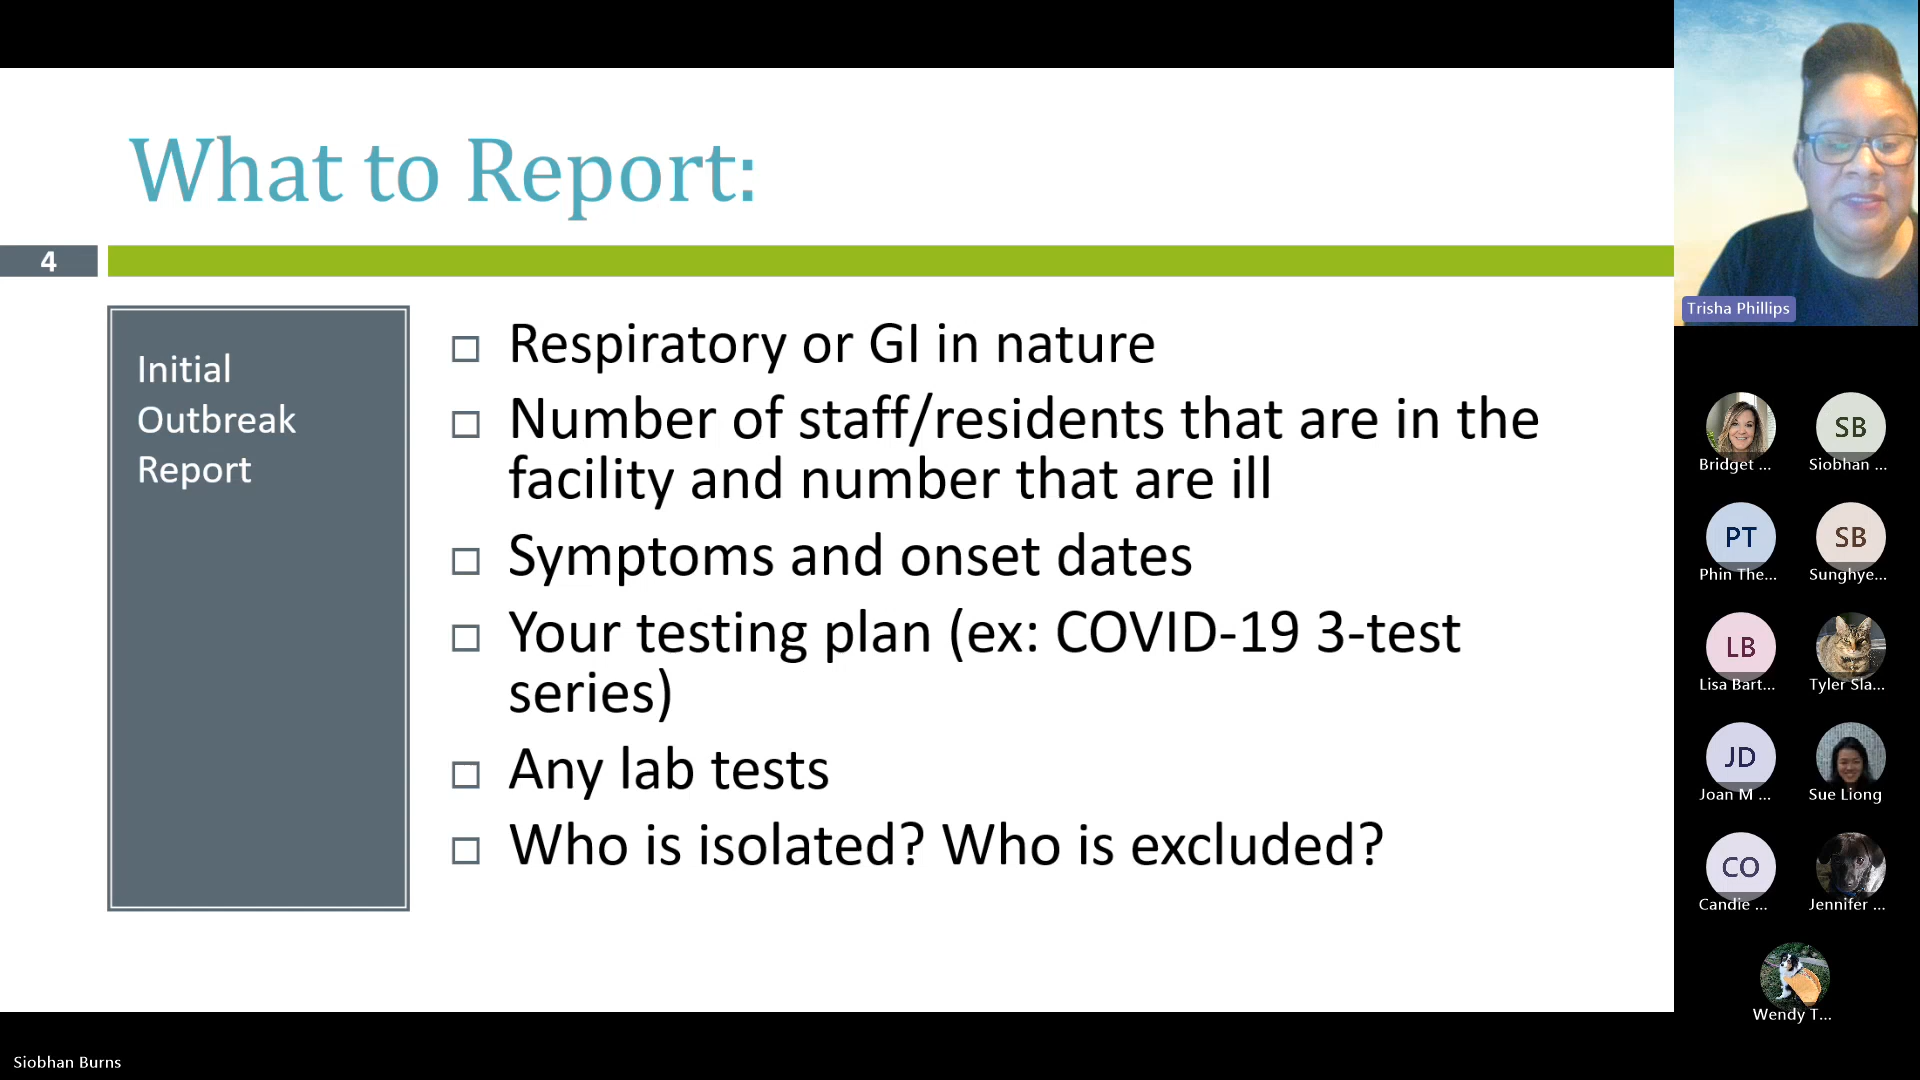 What to Report:
4
Initial
Outbreak
Report
Respiratory or GI in nature
Number of staff/residents that are in the
facility and number that are ill
Symptoms and onset dates
Your testing plan (ex: COVID-19 3-test
series)
Any lab tests
Who is isolated? Who is excluded?
Trisha Phillips
Bridget ...
SB
Siobhan ...
PT
Phin The...
SB
Sunghye...
LB
Lisa Bart...
Tyler Sla...
JD
Joan M ...
Sue Liong
CO
Candie ...
Jennifer ...
Wendy T...
Siobhan Burns